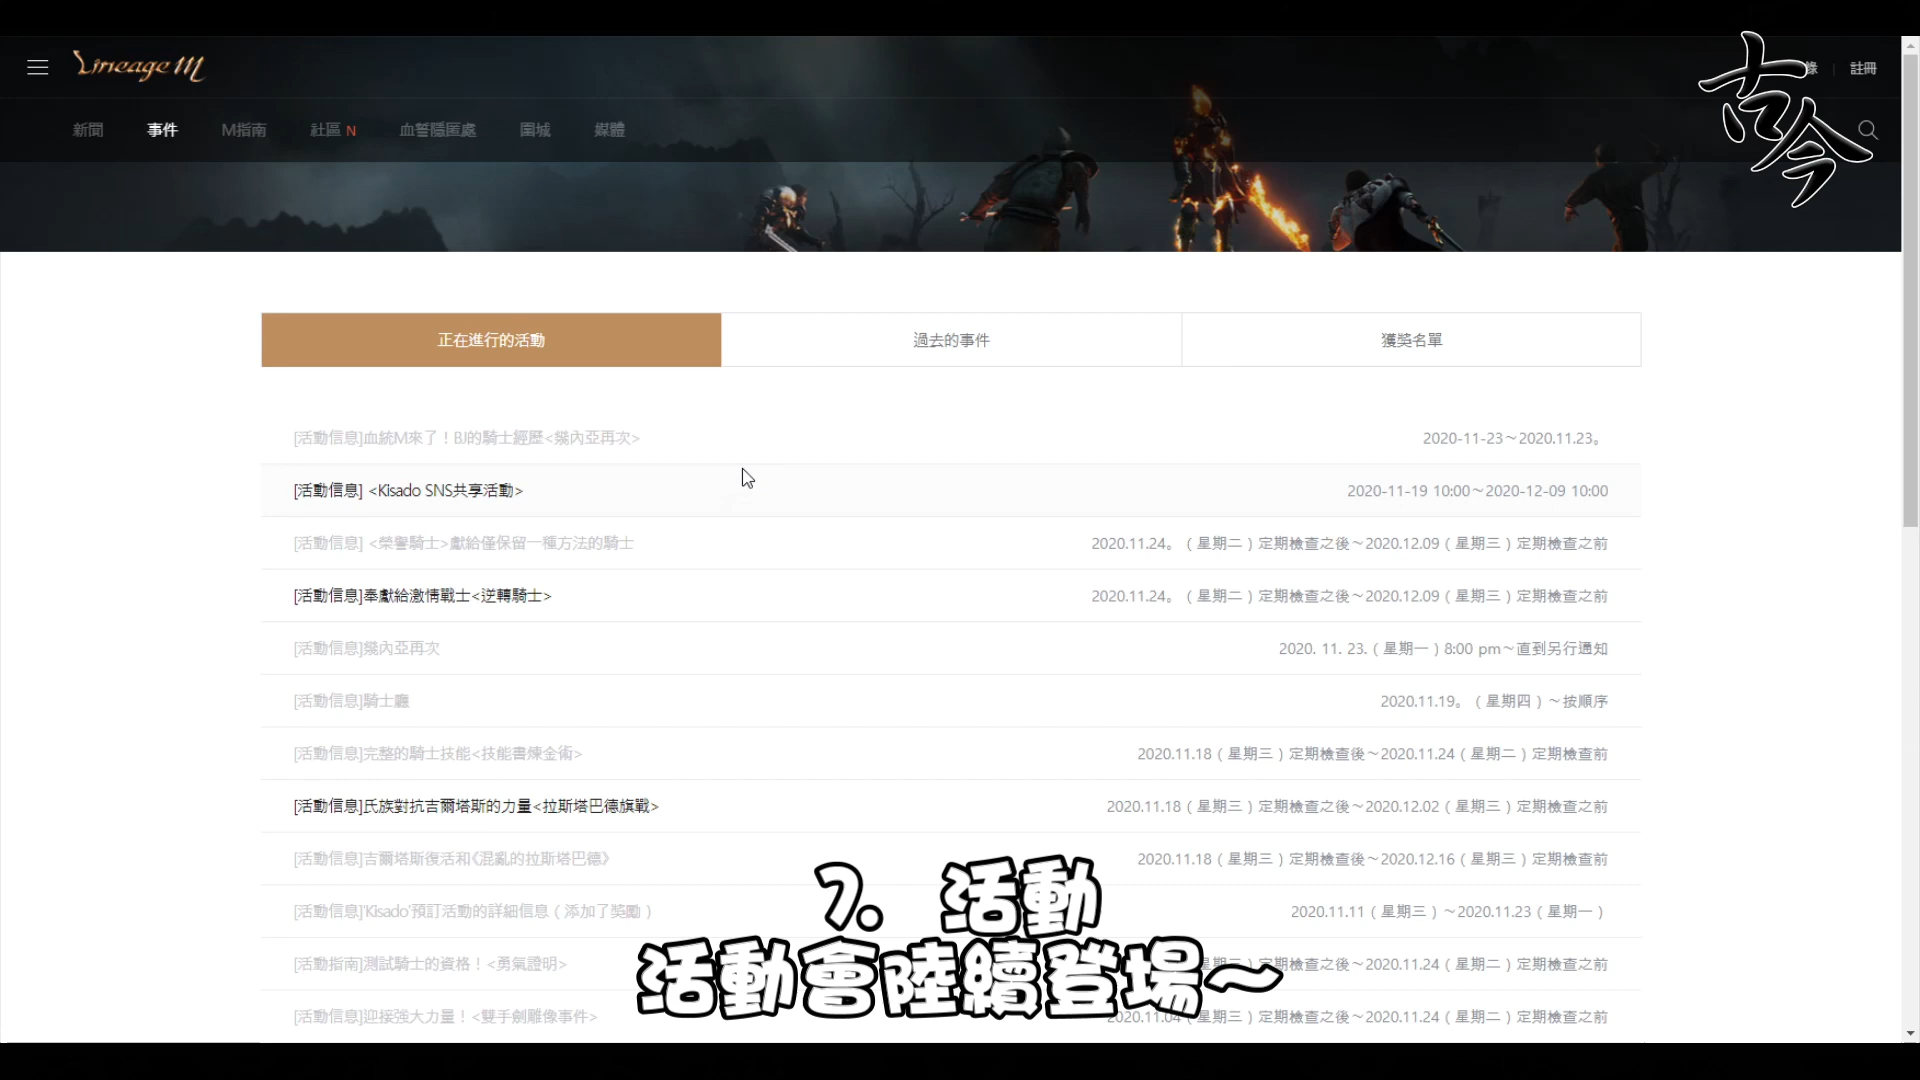 Lineage M
錄 | 註冊
新聞 事件 M指南 社區 N 血誓隱匿處 圍城 媒體
古今
正在進行的活動 過去的事件 獲獎名單
[活動信息]血統M來了！BJ的騎士經歷<幾內亞再次> 2020-11-23～2020.11.23。
[活動信息] <Kisado SNS共享活動> 2020-11-19 10:00～2020-12-09 10:00
[活動信息] <榮譽騎士>獻給僅保留一種方法的騎士 2020.11.24。（星期二）定期檢查之後～2020.12.09（星期三）定期檢查之前
[活動信息]奉獻給激情戰士<逆轉騎士> 2020.11.24。（星期二）定期檢查之後～2020.12.09（星期三）定期檢查之前
[活動信息]幾內亞再次 2020. 11. 23.（星期一）8:00 pm～直到另行通知
[活動信息]騎士廳 2020.11.19。（星期四）～按順序
[活動信息]完整的騎士技能<技能書煉金術> 2020.11.18（星期三）定期檢查後～2020.11.24（星期二）定期檢查前
[活動信息]氏族對抗吉爾塔斯的力量<拉斯塔巴德旗戰> 2020.11.18（星期三）定期檢查之後～2020.12.02（星期三）定期檢查之前
[活動信息]吉爾塔斯復活和《混亂的拉斯塔巴德》 2020.11.18（星期三）定期檢查後～2020.12.16（星期三）定期檢查前
[活動信息]'Kisado'預訂活動的詳細信息（添加了獎勵） 2020.11.11（星期三）～2020.11.23（星期一）
[活動指南]測試騎士的資格！<勇氣證明> 星期三）定期檢查之後～2020.11.24（星期二）定期檢查之前
[活動信息]迎接強大力量！<雙手劍雕像事件> 2020.11.04（星期三）定期檢查之後～2020.11.24（星期二）定期檢查之前
7. 活動
活動會陸續登場～